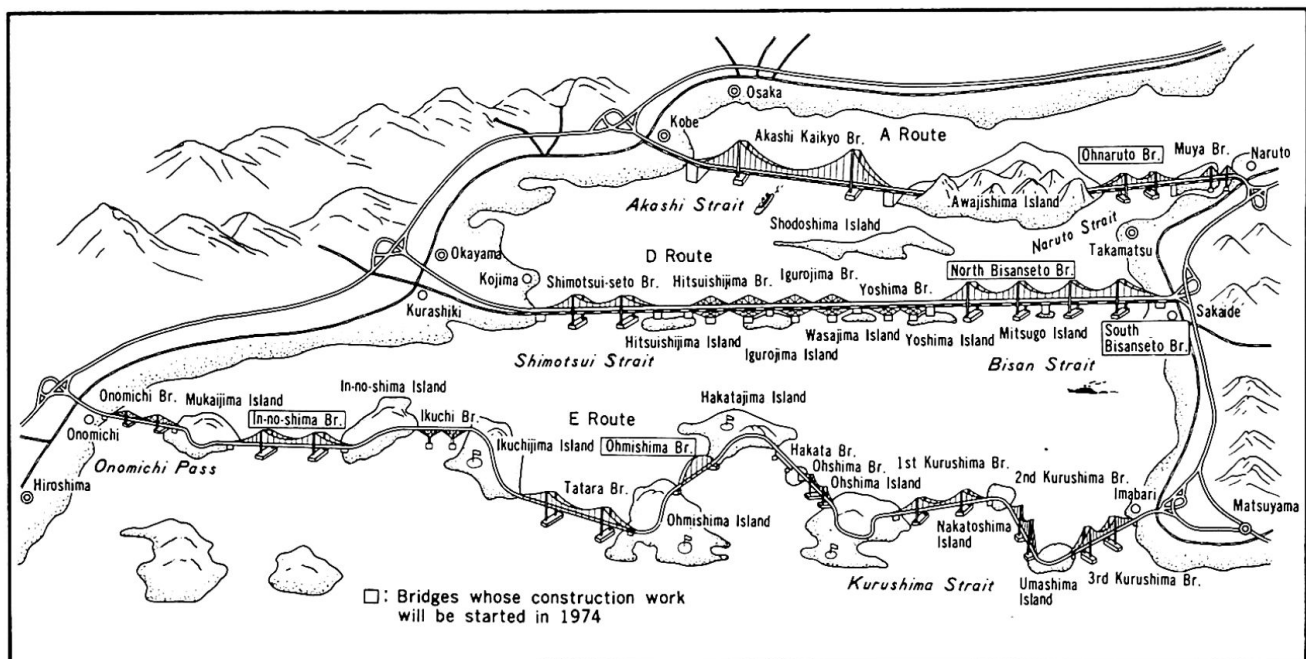 Osaka
Kobe
Akashi Kaikyo Br.
A Route
Ohnaruto Br.
Muya Br.
Naruto
Akashi Strait
Awajishima Island
Shodoshima Islahd
Naruto Strait
Takamatsu
Okayama
Kojima
D Route
Kurashiki
Shimotsui-seto Br.
Hitsuishijima Br.
Igurojima Br.
Yoshima Br.
North Bisanseto Br.
Sakaide
Hitsuishijima Island
Igurojima Island
Wasajima Island
Yoshima Island
Mitsugo Island
South
Bisanseto Br.
Shimotsui Strait
Bisan Strait
Onomichi Br.
Mukaijima Island
In-no-shima Island
In-no-shima Br.
Ikuchi Br.
E Route
Hakatajima Island
Onomichi
Onomichi Pass
Ikuchijima Island
Ohmishima Br.
Hakata Br.
Ohshima Br.
Ohshima Island
1st Kurushima Br.
2nd Kurushima Br.
Imabari
Hiroshima
Tatara Br.
Ohmishima Island
Nakatoshima
Island
Matsuyama
Kurushima Strait
Umashima
Island
3rd Kurushima Br.
: Bridges whose construction work
will be started in 1974